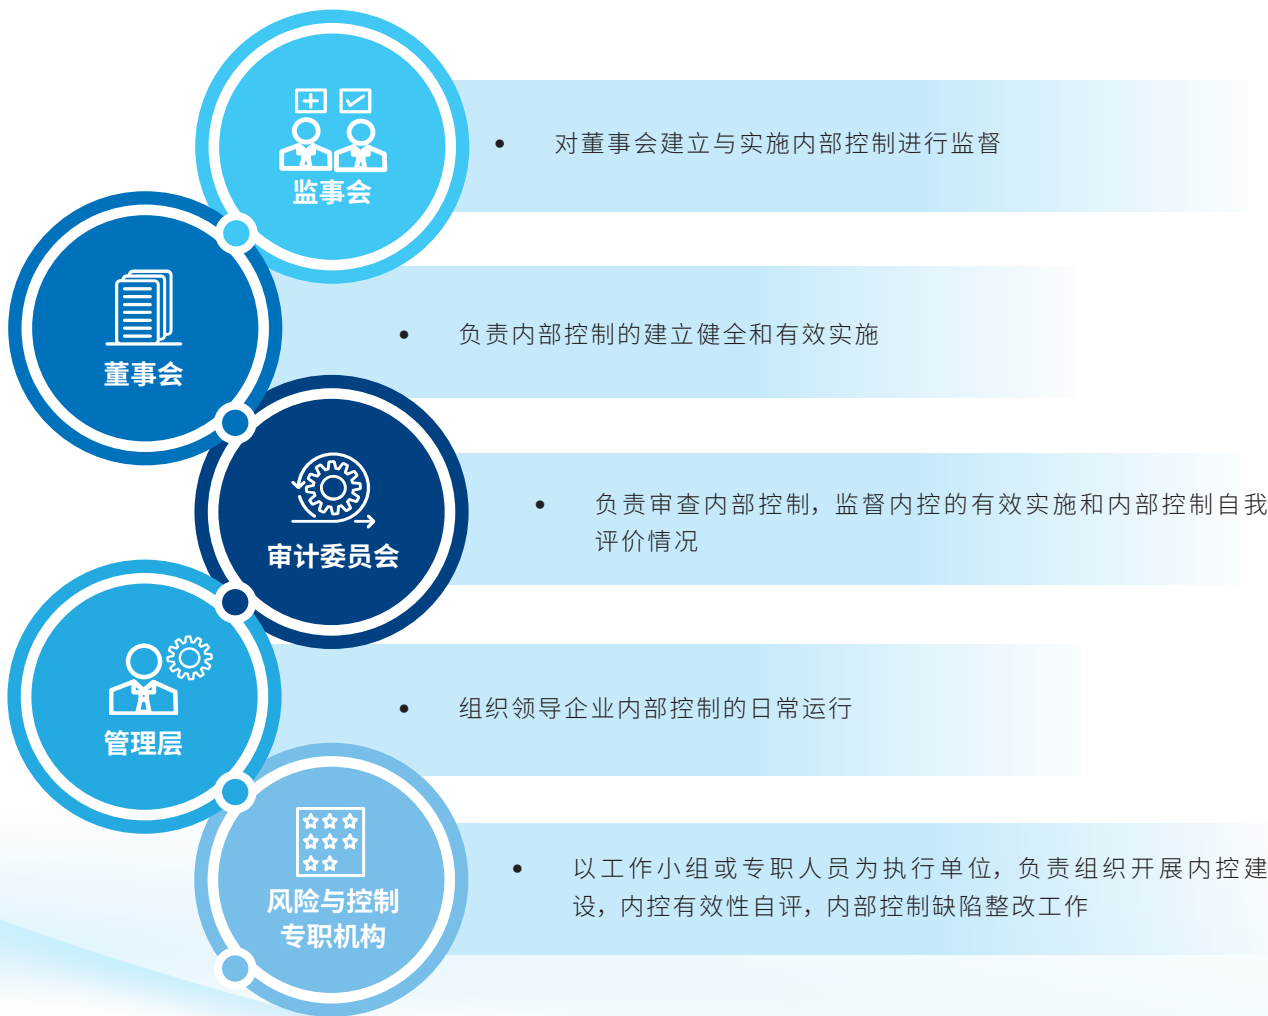 监事会
• 对董事会建立与实施内部控制进行监督
董事会
• 负责内部控制的建立健全和有效实施
审计委员会
• 负责审查内部控制，监督内控的有效实施和内部控制自我
评价情况
管理层
• 组织领导企业内部控制的日常运行
风险与控制
专职机构
• 以工作小组或专职人员为执行单位，负责组织开展内控建
设，内控有效性自评，内部控制缺陷整改工作